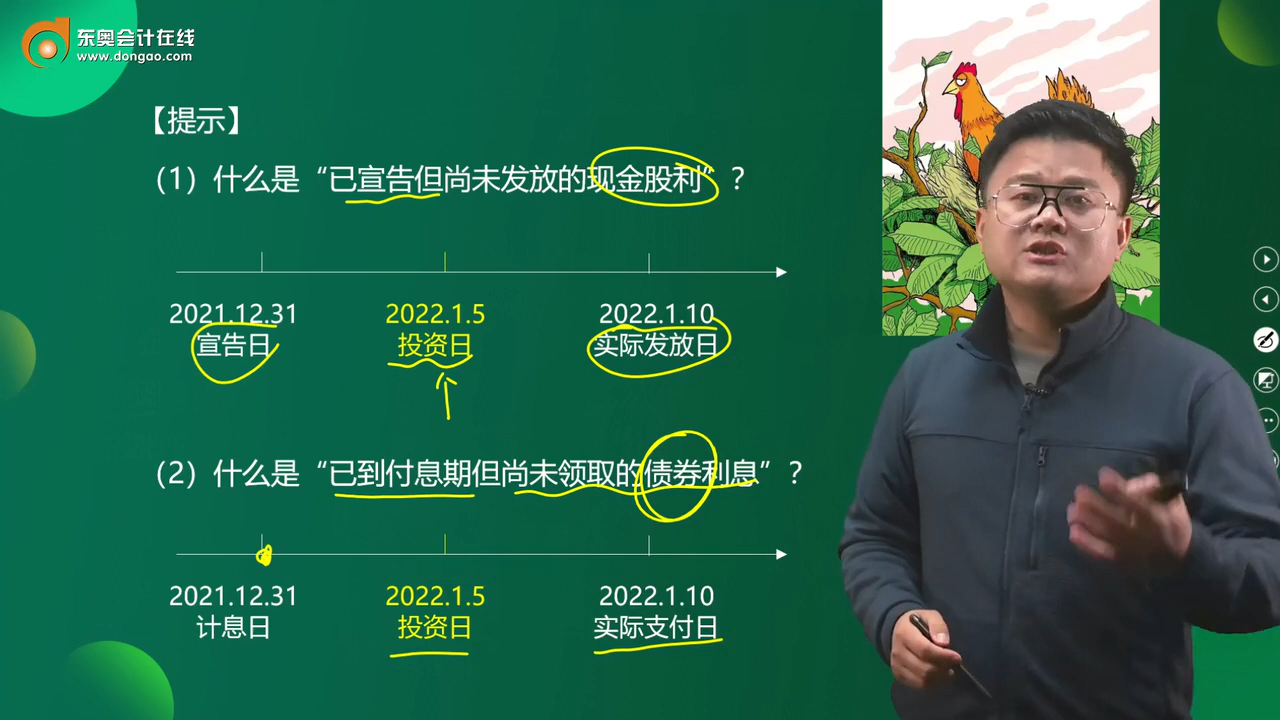 东奥会计在线
www.dongao.com
【提示】
（1）什么是“已宣告但尚未发放的现金股利”？
2021.12.31 2022.1.5 2022.1.10
宣告日 投资日 实际发放日
（2）什么是“已到付息期但尚未领取的债券利息”？
2021.12.31 2022.1.5 2022.1.10
计息日 投资日 实际支付日